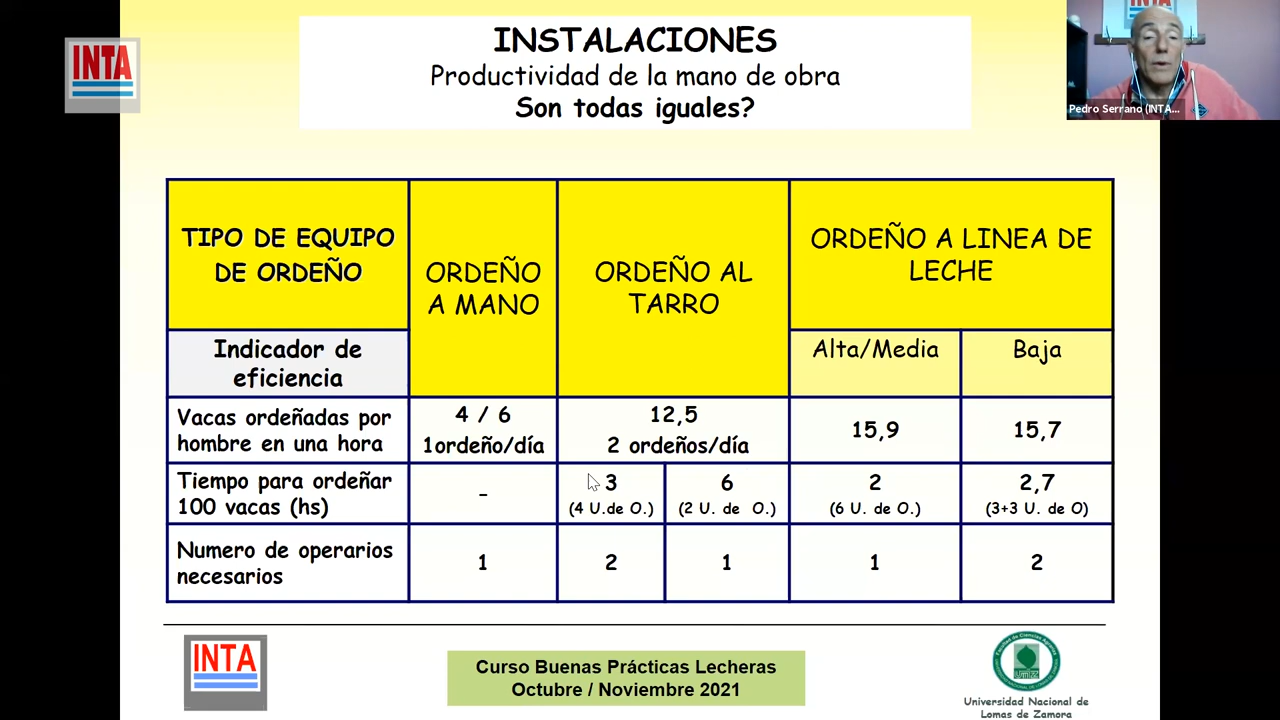 INSTALACIONES
Productividad de la mano de obra
Son todas iguales?
INTA
INTA
Pedro Serrano (INTA...
TIPO DE EQUIPO
DE ORDEÑO
ORDEÑO
A MANO
ORDEÑO AL
TARRO
ORDEÑO A LINEA DE
LECHE
Indicador de
eficiencia
Alta/Media
Baja
Vacas ordeñadas por
hombre en una hora
4 / 6
1ordeño/día
12,5
2 ordeños/día
15,9
15,7
Tiempo para ordeñar
100 vacas (hs)
-
3
(4 U.de O.)
6
(2 U. de O.)
2
(6 U. de O.)
2,7
(3+3 U. de O)
Numero de operarios
necesarios
1
2
1
1
2
INTA
Curso Buenas Prácticas Lecheras
Octubre / Noviembre 2021
Universidad Nacional de
Lomas de Zamora